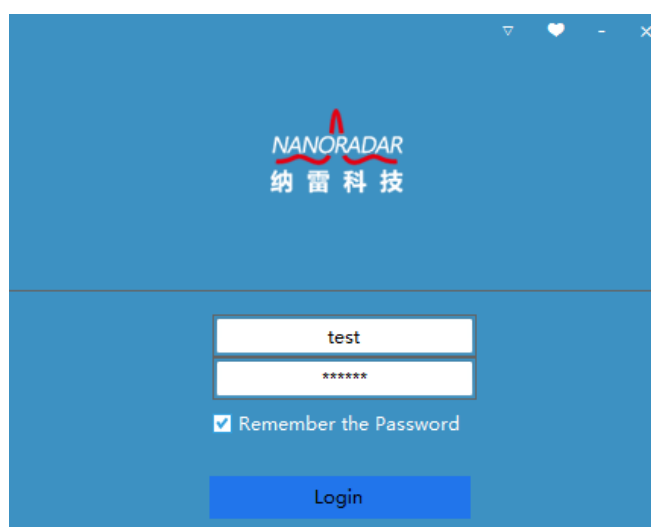 NANORADAR
纳雷科技
test
******
Remember the Password
Login